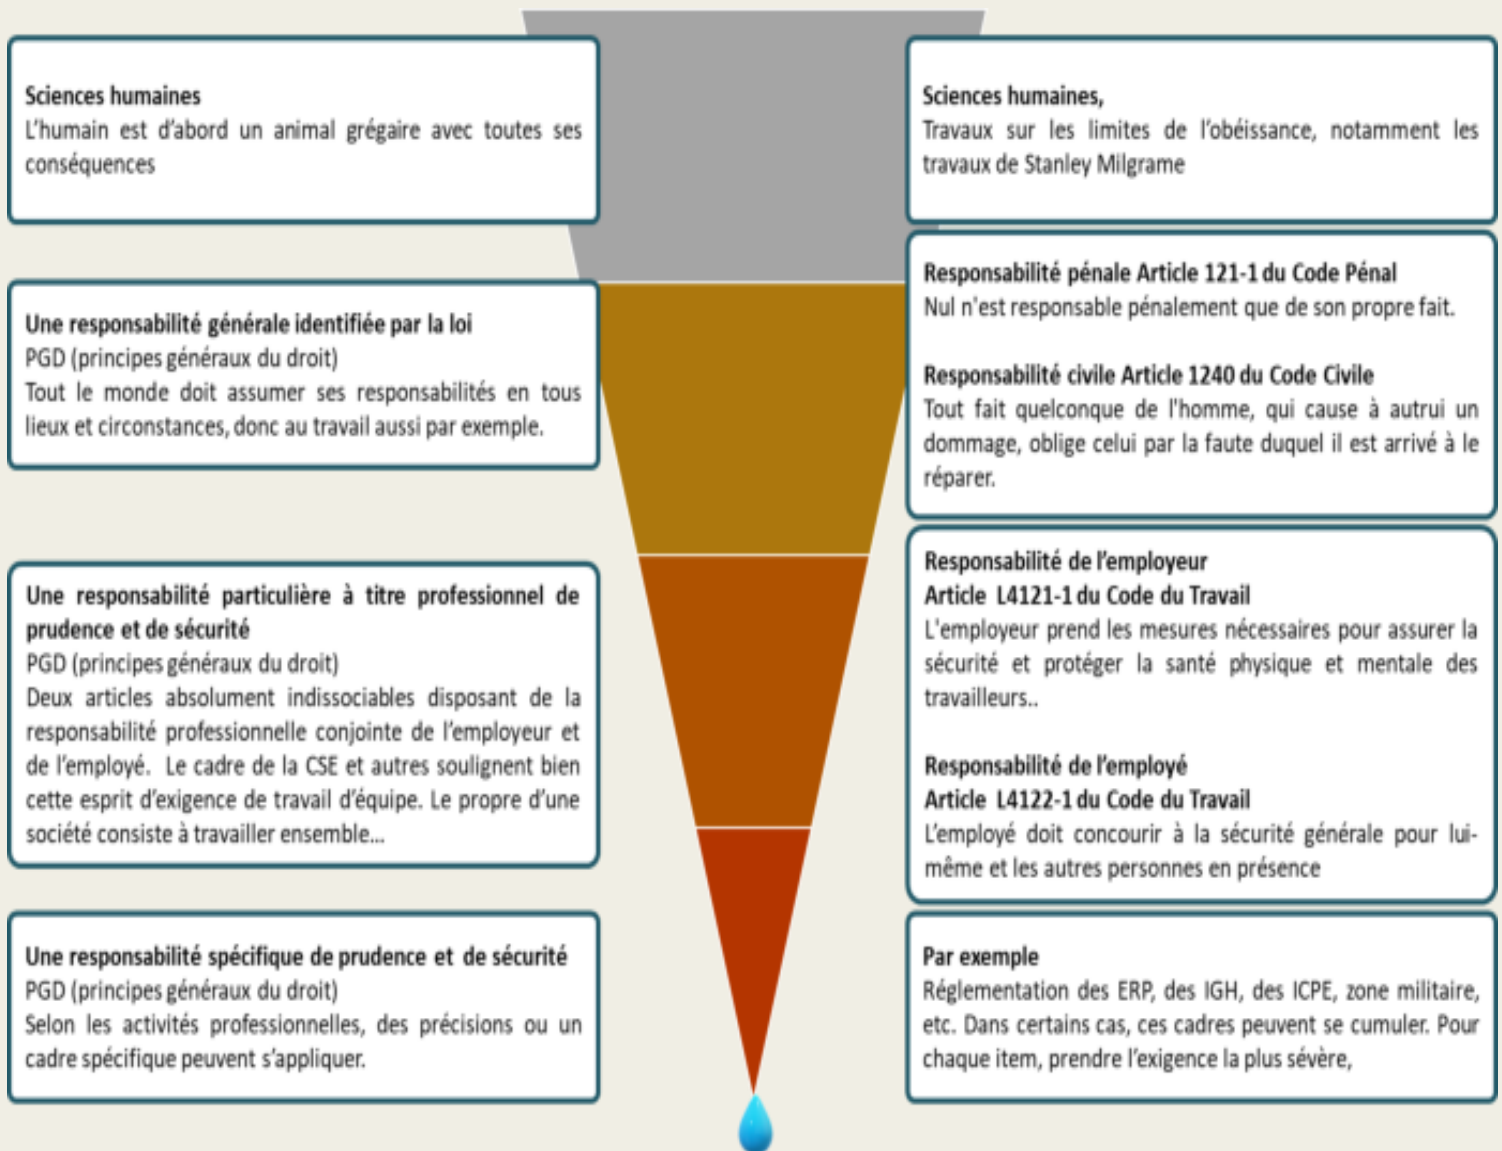 Sciences humaines
L'humain est d'abord un animal grégaire avec toutes ses
conséquences
Sciences humaines,
Travaux sur les limites de l'obéissance, notamment les
travaux de Stanley Milgrame
Une responsabilité générale identifiée par la loi
PGD (principes généraux du droit)
Tout le monde doit assumer ses responsabilités en tous
lieux et circonstances, donc au travail aussi par exemple.
Responsabilité pénale Article 121-1 du Code Pénal
Nul n'est responsable pénalement que de son propre fait.
Responsabilité civile Article 1240 du Code Civile
Tout fait quelconque de l'homme, qui cause à autrui un
dommage, oblige celui par la faute duquel il est arrivé à le
réparer.
Une responsabilité particulière à titre professionnel de
prudence et de sécurité
PGD (principes généraux du droit)
Deux articles absolument indissociables disposant de la
responsabilité professionnelle conjointe de l'employeur et
de l'employé. Le cadre de la CSE et autres soulignent bien
cette esprit d'exigence de travail d'équipe. Le propre d'une
société consiste à travailler ensemble...
Responsabilité de l'employeur
Article L4121-1 du Code du Travail
L'employeur prend les mesures nécessaires pour assurer la
sécurité et protéger la santé physique et mentale des
travailleurs..
Responsabilité de l'employé
Article L4122-1 du Code du Travail
L'employé doit concourir à la sécurité générale pour lui-
même et les autres personnes en présence
Une responsabilité spécifique de prudence et de sécurité
PGD (principes généraux du droit)
Selon les activités professionnelles, des précisions ou un
cadre spécifique peuvent s'appliquer.
Par exemple
Réglementation des ERP, des IGH, des ICPE, zone militaire,
etc. Dans certains cas, ces cadres peuvent se cumuler. Pour
chaque item, prendre l'exigence la plus sévère,